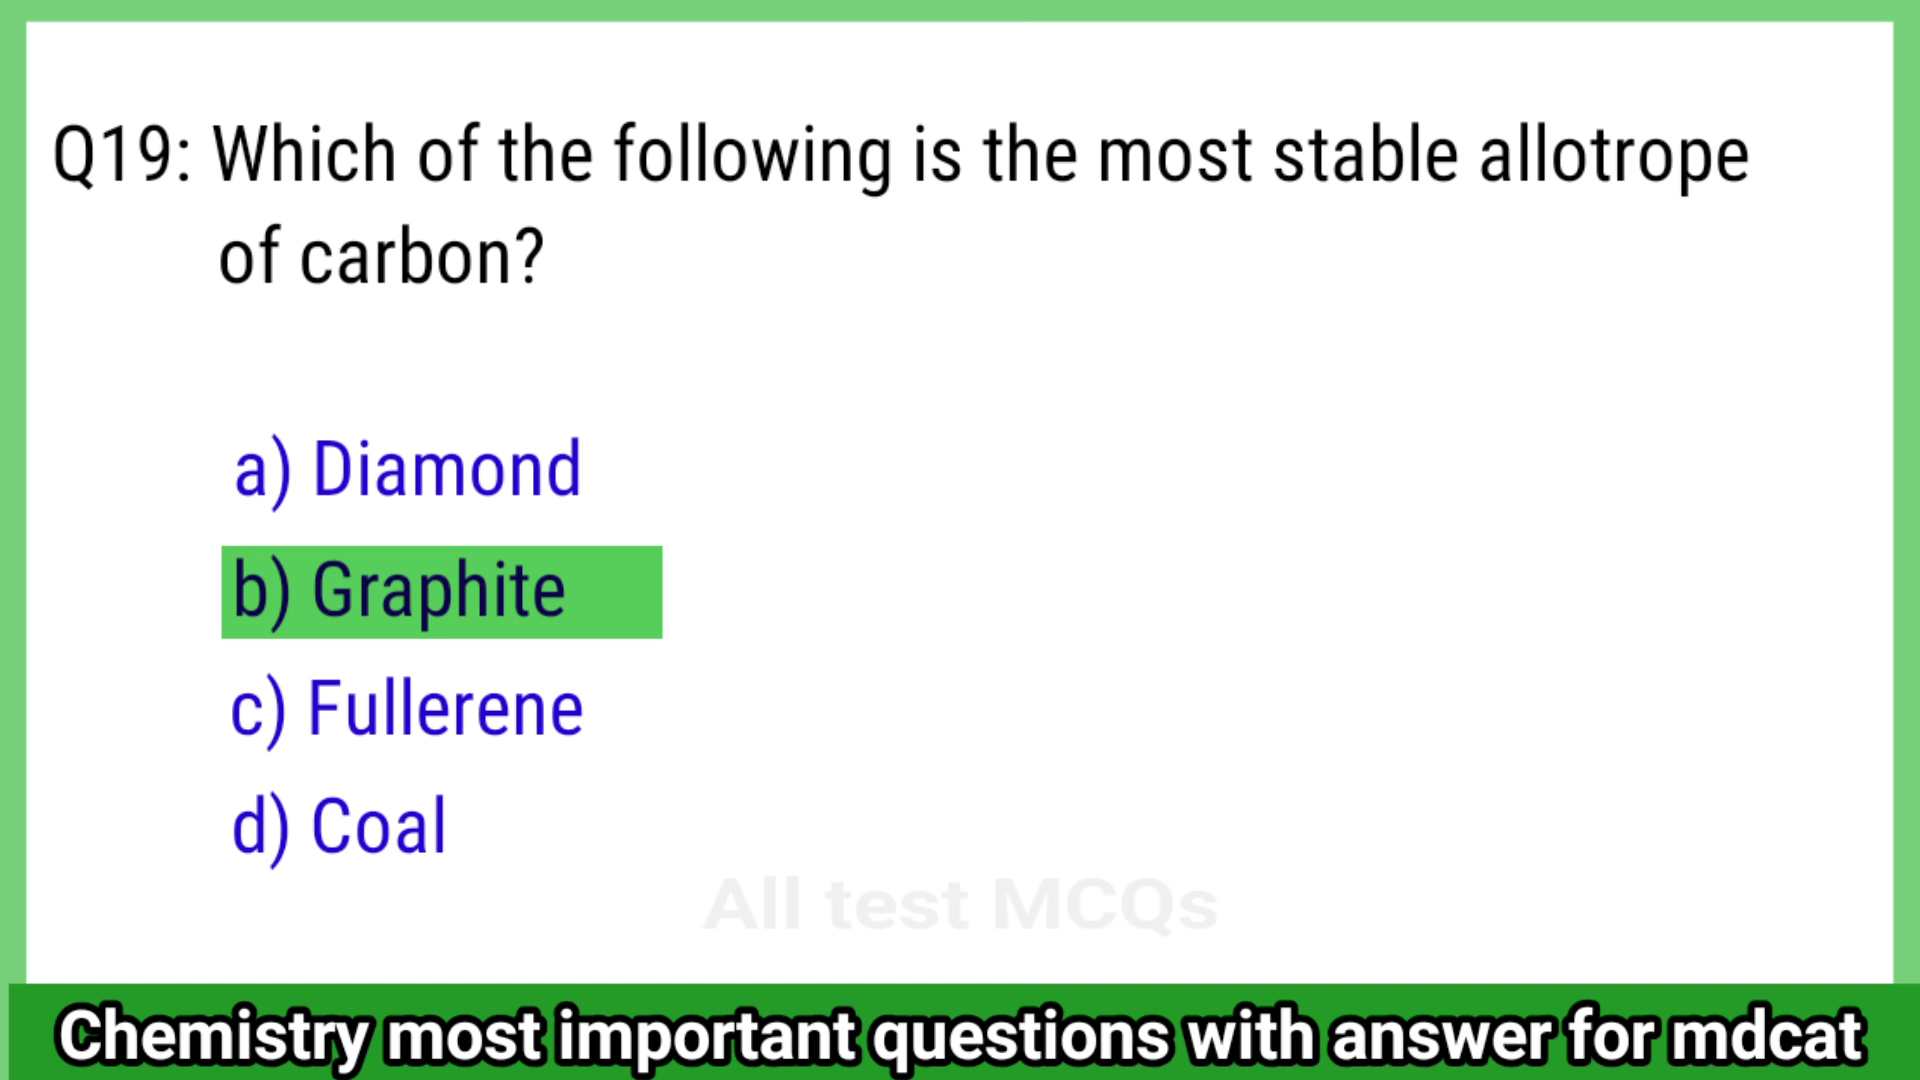 Q19: Which of the following is the most stable allotrope
of carbon?
a) Diamond
b) Graphite
c) Fullerene
d) Coal
All test MCQs
Chemistry most important questions with answer for mdcat